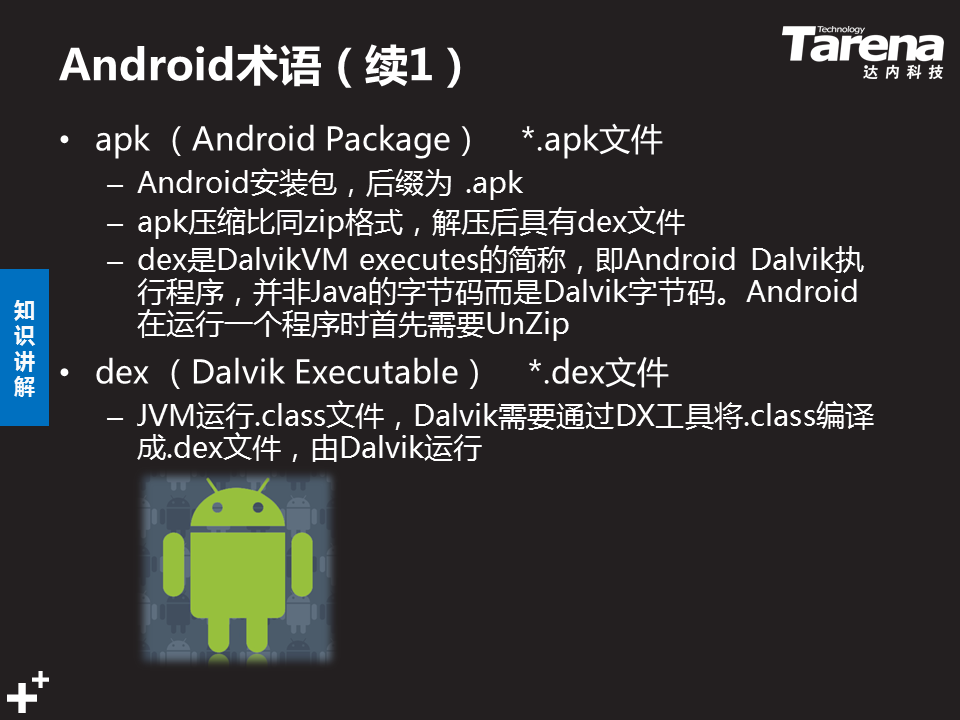 Android术语（续1）
Technology
Tarena
达内科技
• apk （Android Package） *.apk文件
– Android安装包，后缀为 .apk
– apk压缩比同zip格式，解压后具有dex文件
– dex是DalvikVM executes的简称，即Android Dalvik执
行程序，并非Java的字节码而是Dalvik字节码。Android
在运行一个程序时首先需要UnZip
• dex （Dalvik Executable） *.dex文件
– JVM运行.class文件，Dalvik需要通过DX工具将.class编译
成.dex文件，由Dalvik运行
知
识
讲
解